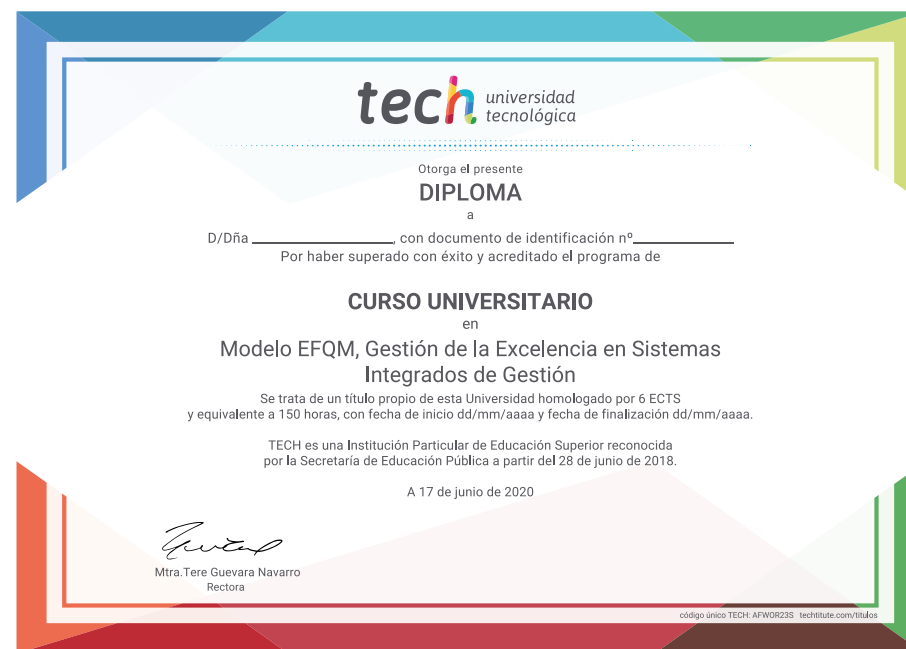 tech universidad
tecnológica
Otorga el presente
DIPLOMA
a
D/Dña ____________________, con documento de identificación nº______________
Por haber superado con éxito y acreditado el programa de
CURSO UNIVERSITARIO
en
Modelo EFQM, Gestión de la Excelencia en Sistemas
Integrados de Gestión
Se trata de un título propio de esta Universidad homologado por 6 ECTS
y equivalente a 150 horas, con fecha de inicio dd/mm/aaaa y fecha de finalización dd/mm/aaaa.
TECH es una Institución Particular de Educación Superior reconocida
por la Secretaría de Educación Pública a partir del 28 de junio de 2018.
A 17 de junio de 2020
Mtra.Tere Guevara Navarro
Rectora
código único TECH: AFWOR23S techtitute.com/titulos